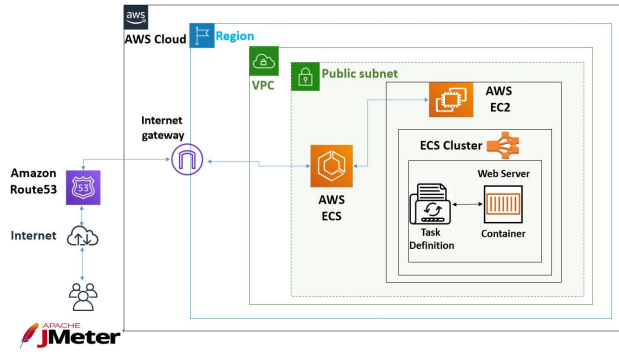 aws
AWS Cloud
Region
VPC
Public subnet
AWS
EC2
Internet
gateway
ECS Cluster
Amazon
Route53
53
AWS
ECS
Web Server
Task
Definition
Container
Internet
APACHE
JMeter